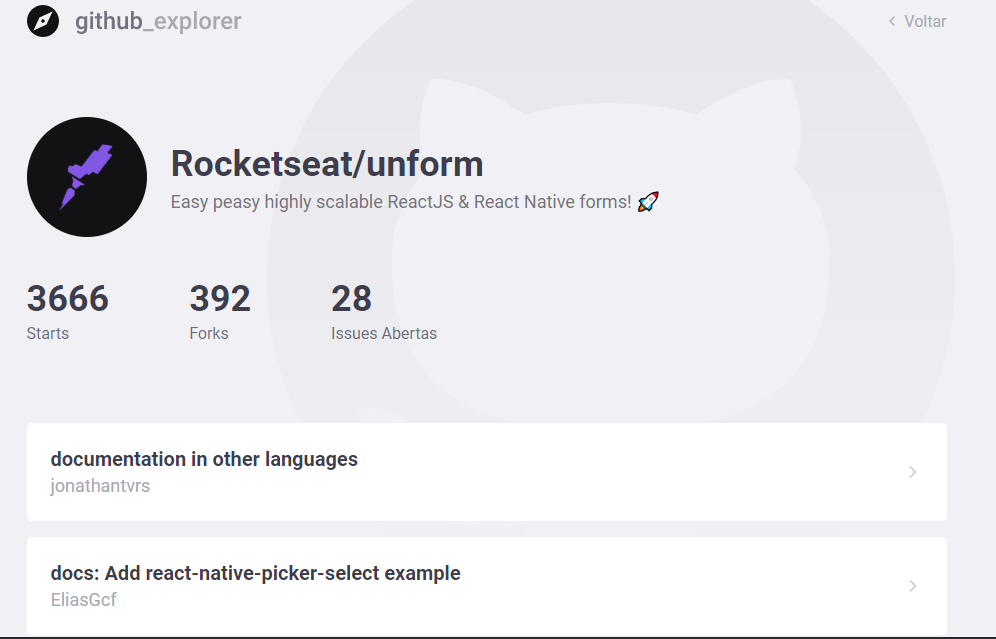 github_explorer
Voltar
Rocketseat/unform
Easy peasy highly scalable ReactJS & React Native forms! 🚀
3666 392 28
Starts Forks Issues Abertas
documentation in other languages
jonathantvrs
docs: Add react-native-picker-select example
EliasGcf